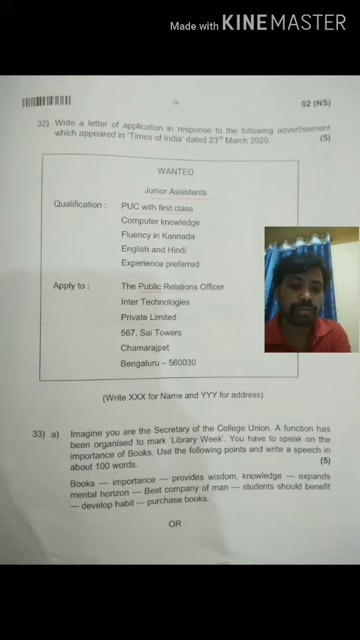 Made with KINEMASTER
02 (NS)
32) Write a letter of application in response to the following advertisement
which appeared in 'Times of India' dated 23rd March 2020. (5)
WANTED
Junior Assistants
Qualification : PUC with first class
Computer knowledge
Fluency in Kannada
English and Hindi
Experience preferred
Apply to : The Public Relations Officer
Inter Technologies
Private Limited
567, Sai Towers
Chamarajpet
Bengaluru – 560030
(Write XXX for Name and YYY for address)
33) a) Imagine you are the Secretary of the College Union. A function has
been organised to mark 'Library Week'. You have to speak on the
importance of Books. Use the following points and write a speech in
about 100 words. (5)
Books — importance — provides wisdom, knowledge — expands
mental horizon — Best company of man — students should benefit
— develop habit — purchase books.
OR